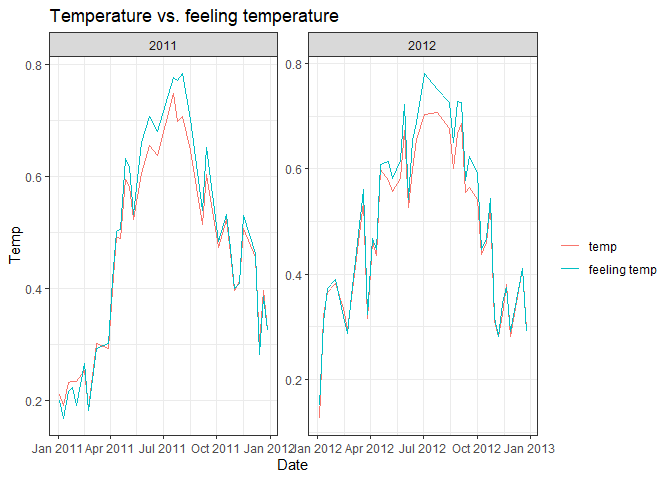 Temperature vs. feeling temperature
2011
2012
0.8
0.6
0.4
0.2
0.8
0.6
0.4
0.2
Temp
Jan 2011 Apr 2011 Jul 2011 Oct 2011 Jan 2012
Jan 2012 Apr 2012 Jul 2012 Oct 2012 Jan 2013
Date
temp
feeling temp